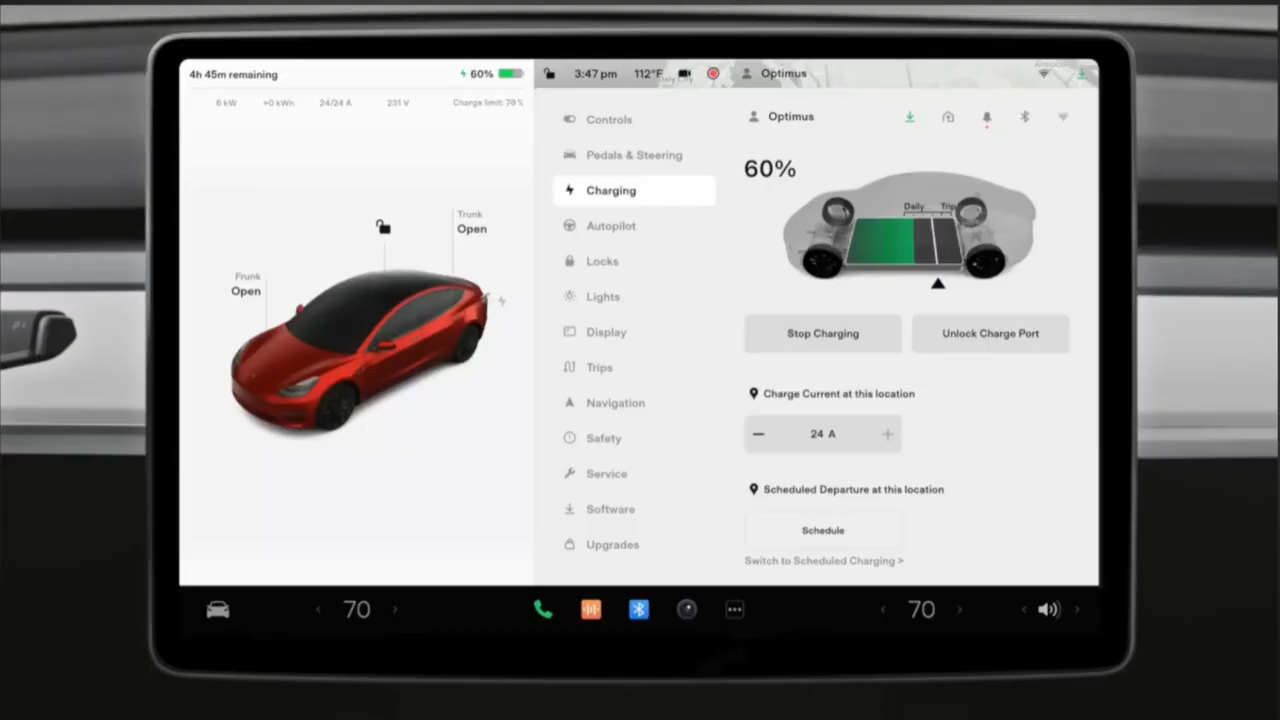 4h 45m remaining
60%
3:47 pm
112°F
Optimus
6 kW
+0 kWh
24/24 A
231 V
Charge limit: 78%
Trunk
Open
Frunk
Open
Controls
Pedals & Steering
Charging
Autopilot
Locks
Lights
Display
Trips
Navigation
Safety
Service
Software
Upgrades
Optimus
60%
Daily
Trip
Stop Charging
Unlock Charge Port
Charge Current at this location
24 A
Scheduled Departure at this location
Schedule
Switch to Scheduled Charging >
70
70